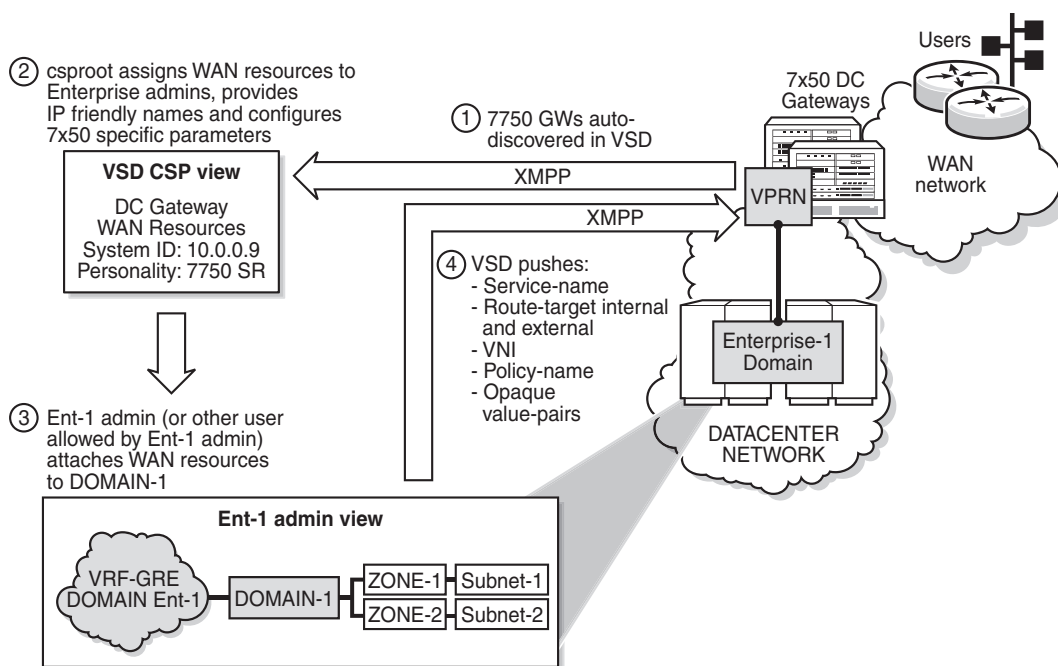 ② csproot assigns WAN resources to
Enterprise admins, provides
IP friendly names and configures
7x50 specific parameters
① 7750 GWs auto-
discovered in VSD
XMPP
7x50 DC
Gateways
Users
WAN
network
VSD CSP view
DC Gateway
WAN Resources
System ID: 10.0.0.9
Personality: 7750 SR
XMPP
VPRN
④ VSD pushes:
- Service-name
- Route-target internal
and external
- VNI
- Policy-name
- Opaque
value-pairs
Enterprise-1
Domain
DATACENTER
NETWORK
③ Ent-1 admin (or other user
allowed by Ent-1 admin)
attaches WAN resources
to DOMAIN-1
Ent-1 admin view
VRF-GRE
DOMAIN Ent-1
DOMAIN-1
ZONE-1
Subnet-1
ZONE-2
Subnet-2